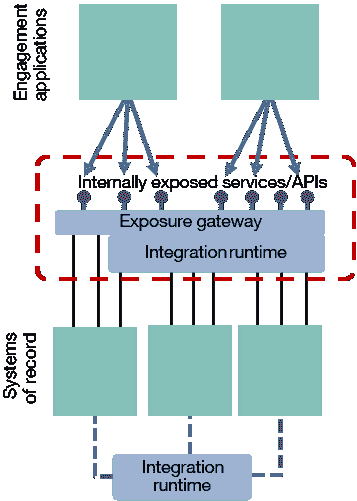 Engagement
applications
Internally exposed services/APIs
Exposure gateway
Integration runtime
Systems
of record
Integration
runtime